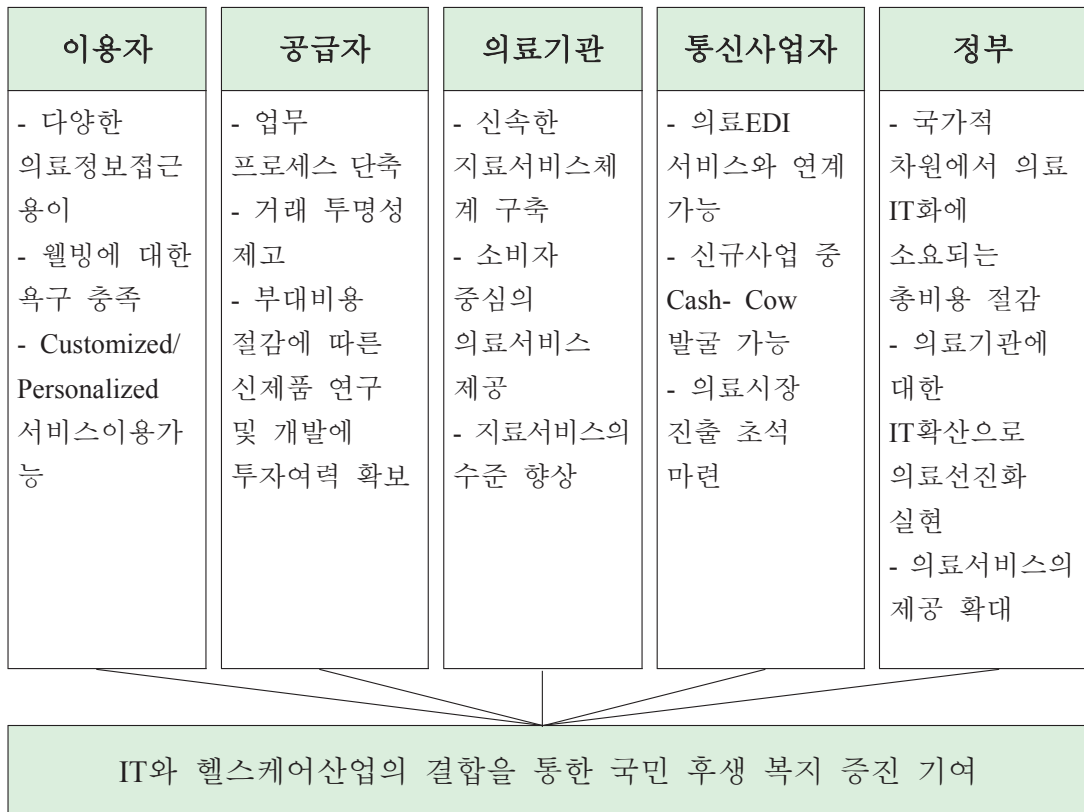 이용자
- 다양한
의료정보접근
용이
- 웰빙에 대한
욕구 충족
- Customized/
Personalized
서비스이용가
능
공급자
- 업무
프로세스 단축
- 거래 투명성
제고
- 부대비용
절감에 따른
신제품 연구
및 개발에
투자여력 확보
의료기관
- 신속한
지료서비스체
계 구축
- 소비자
중심의
의료서비스
제공
- 지료서비스의
수준 향상
통신사업자
- 의료EDI
서비스와 연계
가능
- 신규사업 중
Cash- Cow
발굴 가능
- 의료시장
진출 초석
마련
정부
- 국가적
차원에서 의료
IT화에
소요되는
총비용 절감
- 의료기관에
대한
IT확산으로
의료선진화
실현
- 의료서비스의
제공 확대
IT와 헬스케어산업의 결합을 통한 국민 후생 복지 증진 기여